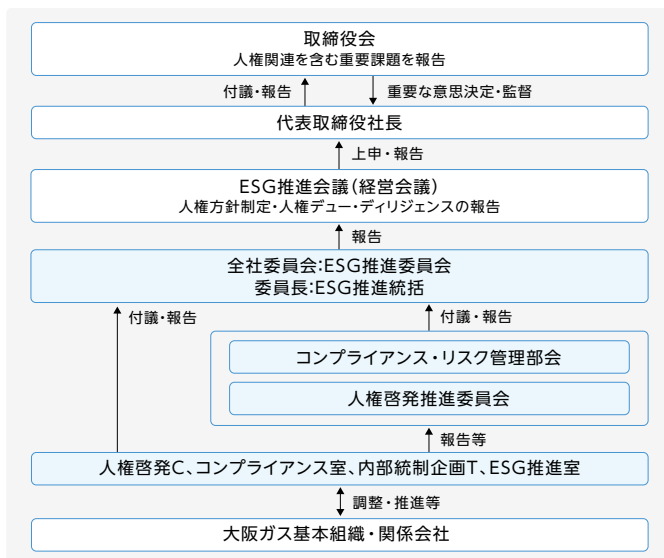 取締役会
人権関連を含む重要課題を報告
付議・報告
重要な意思決定・監督
代表取締役社長
上申・報告
ESG推進会議(経営会議)
人権方針制定・人権デュー・ディリジェンスの報告
報告
全社委員会:ESG推進委員会
委員長:ESG推進統括
付議・報告
付議・報告
コンプライアンス・リスク管理部会
人権啓発推進委員会
報告等
人権啓発C、コンプライアンス室、内部統制企画T、ESG推進室
調整・推進等
大阪ガス基本組織・関係会社